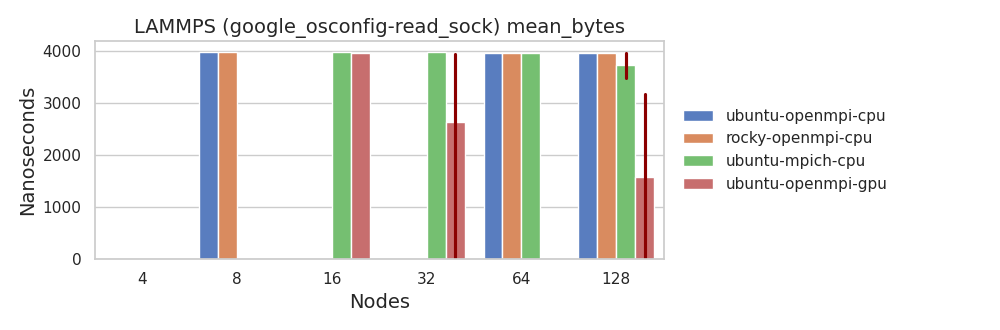 LAMMPS (google_osconfig-read_sock) mean_bytes
Nanoseconds
4000
3000
2000
1000
0
4 8 16 32 64 128
Nodes
ubuntu-openmpi-cpu
rocky-openmpi-cpu
ubuntu-mpich-cpu
ubuntu-openmpi-gpu